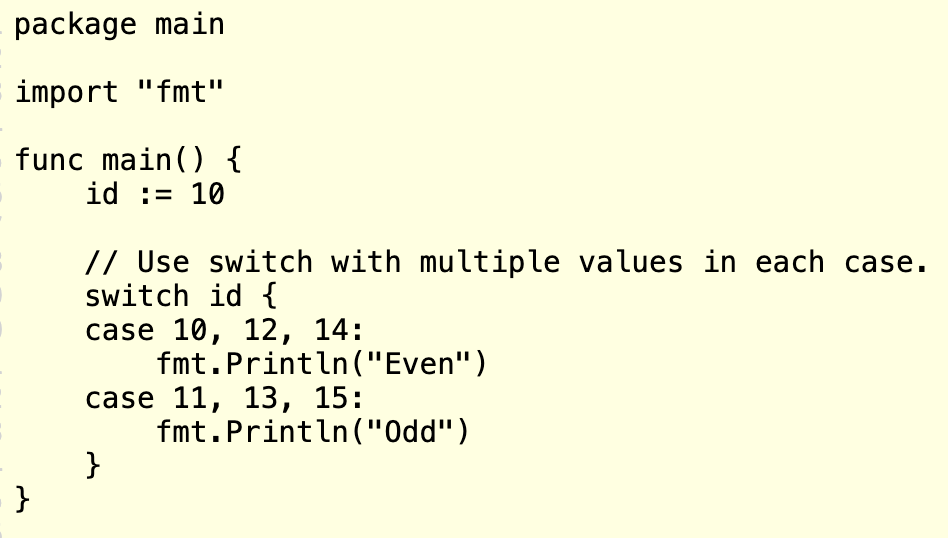 package main

import "fmt"

func main() {
    id := 10

    // Use switch with multiple values in each case.
    switch id {
    case 10, 12, 14:
        fmt.Println("Even")
    case 11, 13, 15:
        fmt.Println("Odd")
    }
}